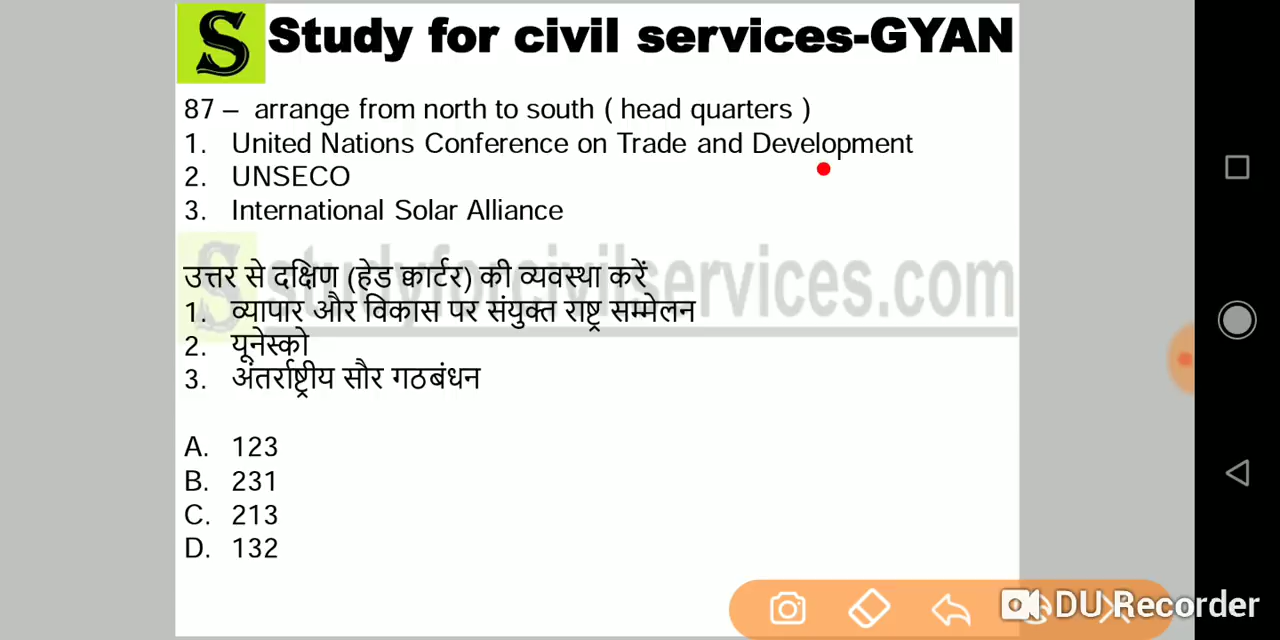 S Study for civil services-GYAN
87 – arrange from north to south ( head quarters )
1. United Nations Conference on Trade and Development
2. UNSECO
3. International Solar Alliance
S studyforcivilservices.com
उत्तर से दक्षिण (हेड क्वार्टर) की व्यवस्था करें
1. व्यापार और विकास पर संयुक्त राष्ट्र सम्मेलन
2. यूनेस्को
3. अंतर्राष्ट्रीय सौर गठबंधन
A. 123
B. 231
C. 213
D. 132
DU Recorder